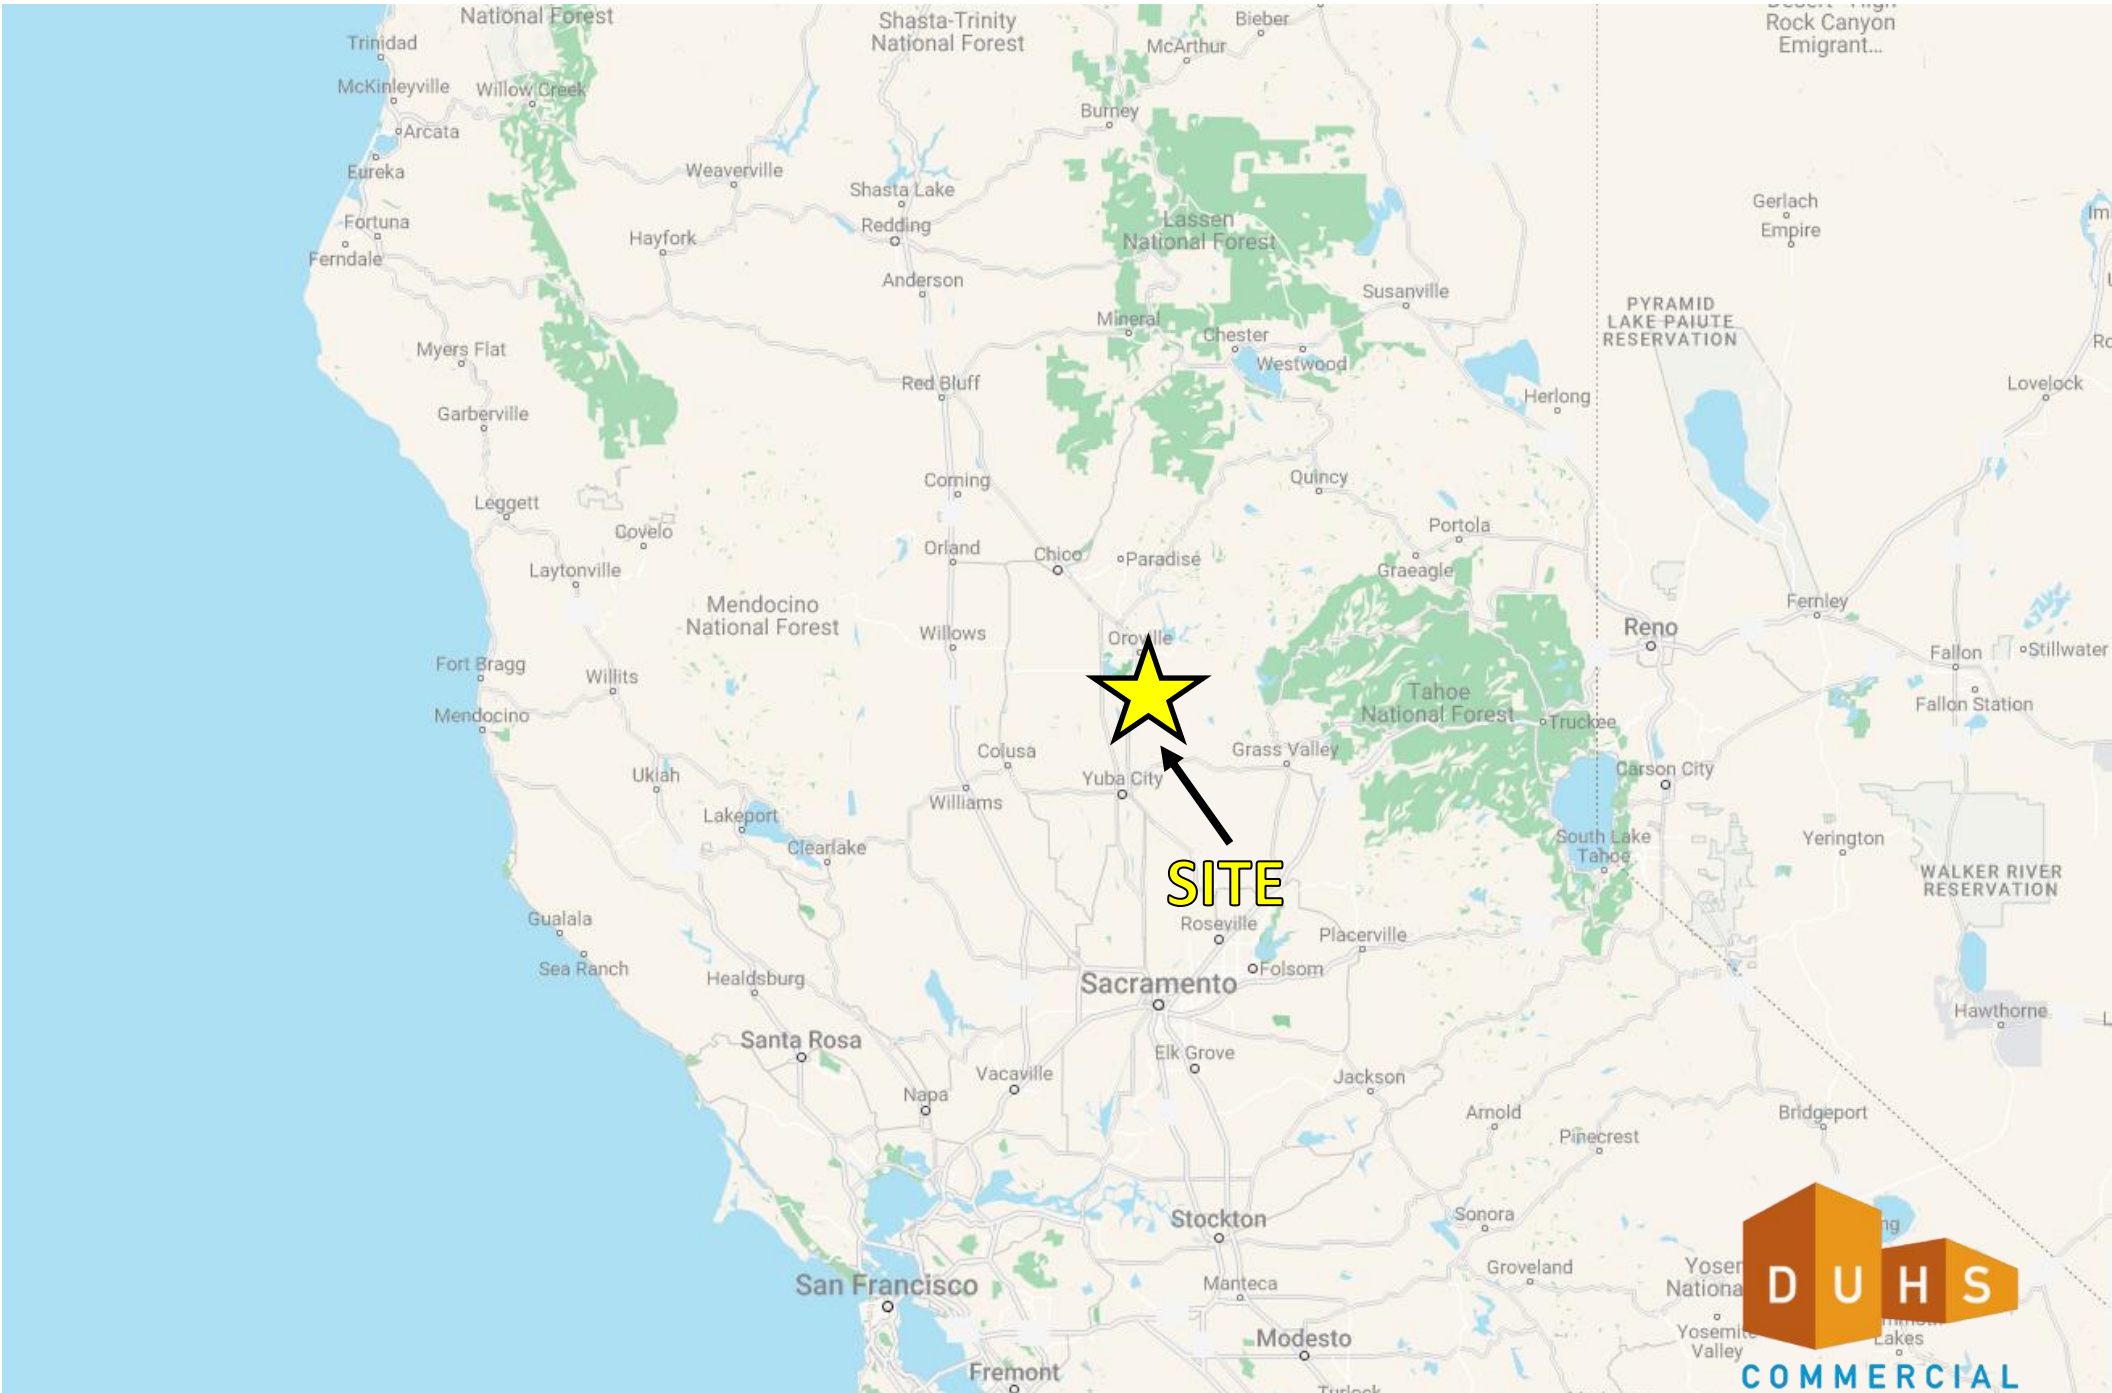 National Forest
Shasta-Trinity
National Forest
Bieber
Rock Canyon
Emigrant...
Trinidad
McArthur
McKinleyville
Willow Creek
Burney
Arcata
Eureka
Weaverville
Shasta Lake
Gerlach
Fortuna
Redding
Lassen
National Forest
Empire
Hayfork
Ferndale
Anderson
Susanville
PYRAMID
LAKE PAIUTE
RESERVATION
Mineral
Chester
Myers Flat
Westwood
Red Bluff
Lovelock
Herlong
Garberville
Corning
Quincy
Leggett
Covelo
Portola
Orland
Chico
Paradise
Laytonville
Graeagle
Mendocino
National Forest
Fernley
Willows
Oroville
Reno
Fort Bragg
Fallon
Stillwater
Willits
Tahoe
National Forest
Fallon Station
Mendocino
Truckee
Colusa
Grass Valley
Ukiah
Yuba City
Carson City
Williams
Lakeport
Clearlake
South Lake
Tahoe
Yerington
SITE
WALKER RIVER
RESERVATION
Gualala
Roseville
Placerville
Sea Ranch
Healdsburg
Folsom
Sacramento
Hawthorne
Santa Rosa
Elk Grove
Vacaville
Jackson
Napa
Arnold
Bridgeport
Pinecrest
Stockton
Sonora
San Francisco
Manteca
Groveland
DUHS
Modesto
Yosemite
Valley
Lakes
Fremont
COMMERCIAL